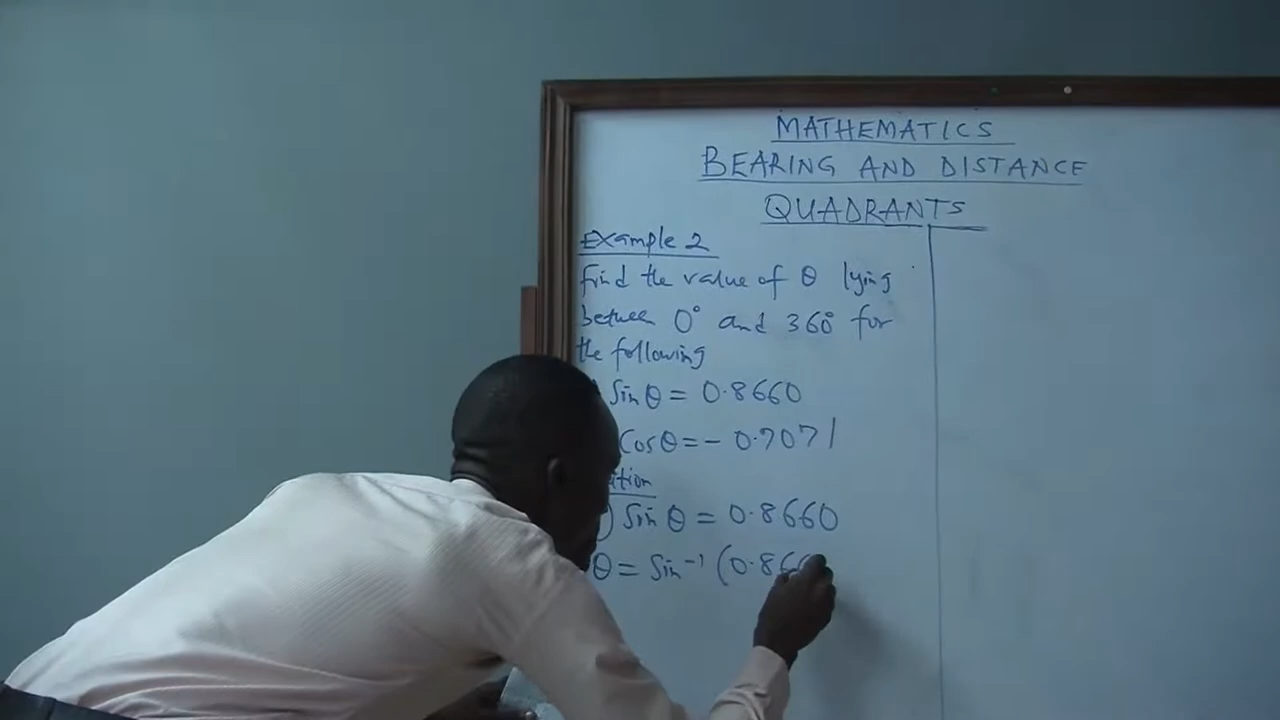 MATHEMATICS
BEARING AND DISTANCE
QUADRANTS
Example 2
Find the value of θ lying
between 0° and 360° for
the following
) Sin θ = 0.8660
Cos θ = - 0.7071
) Sin θ = 0.8660
θ = Sin⁻¹ (0.866